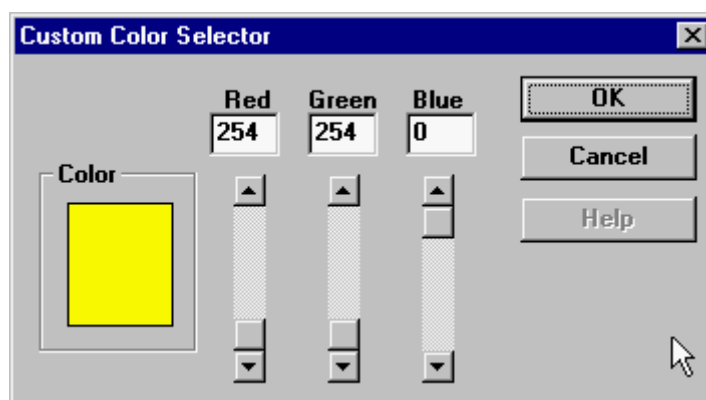 Custom Color Selector
Red Green Blue
254 254 0
Color
OK
Cancel
Help